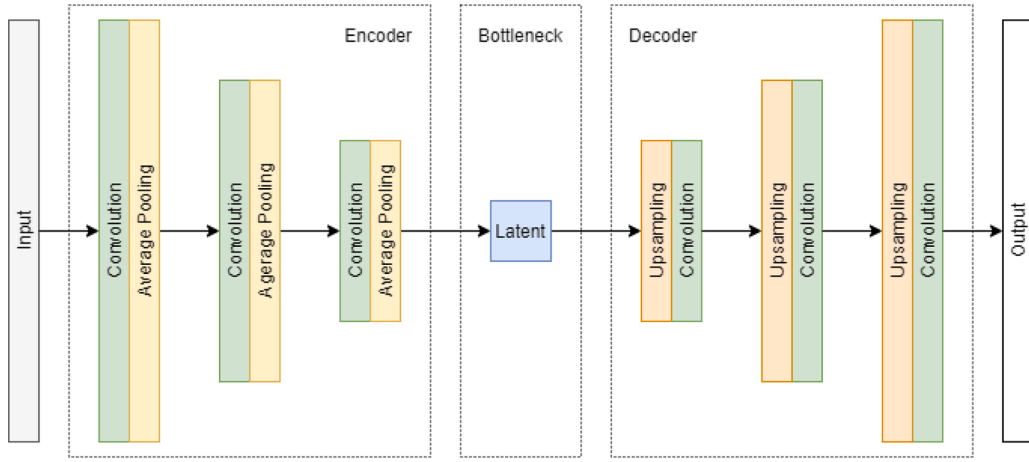 Encoder
Bottleneck
Decoder
Input
Convolution
Average Pooling
Convolution
Agerage Pooling
Convolution
Average Pooling
Latent
Upsampling
Convolution
Upsampling
Convolution
Upsampling
Convolution
Output